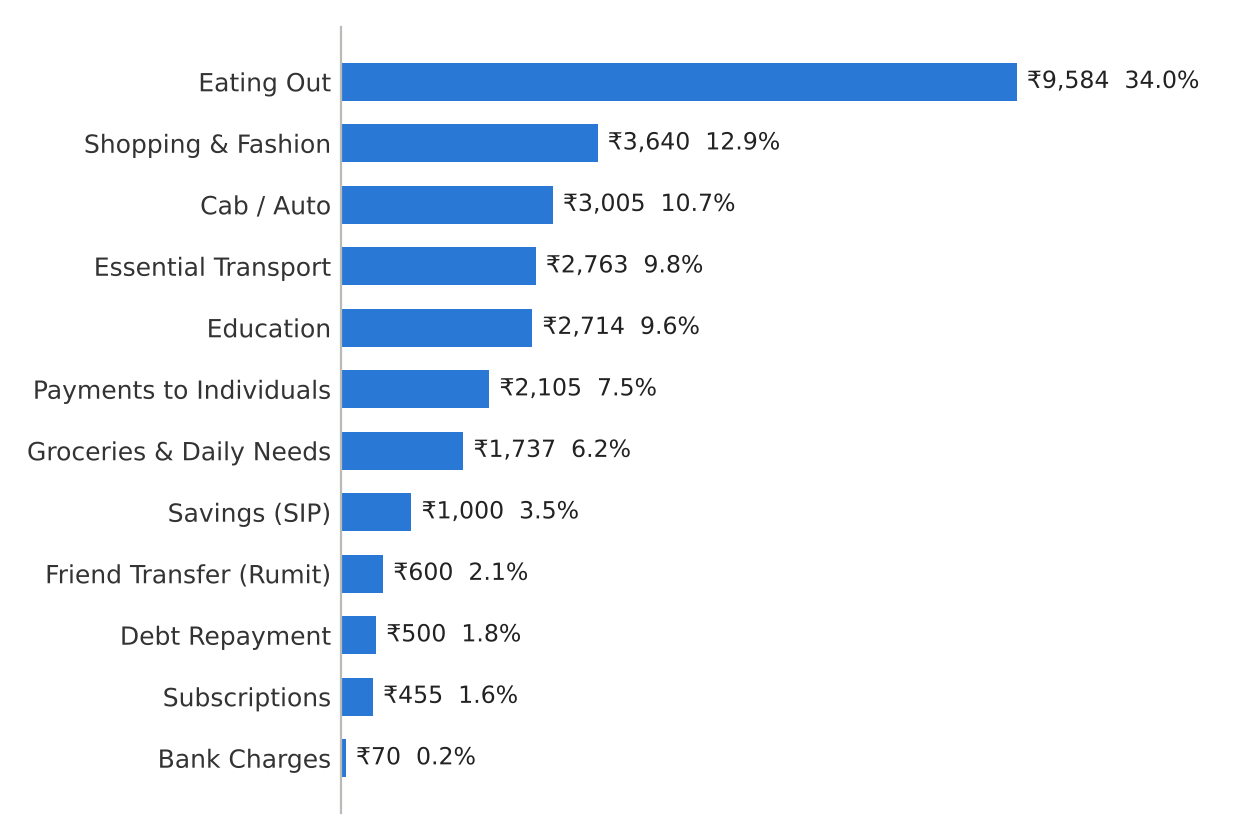 Eating Out ₹9,584 34.0%
Shopping & Fashion ₹3,640 12.9%
Cab / Auto ₹3,005 10.7%
Essential Transport ₹2,763 9.8%
Education ₹2,714 9.6%
Payments to Individuals ₹2,105 7.5%
Groceries & Daily Needs ₹1,737 6.2%
Savings (SIP) ₹1,000 3.5%
Friend Transfer (Rumit) ₹600 2.1%
Debt Repayment ₹500 1.8%
Subscriptions ₹455 1.6%
Bank Charges ₹70 0.2%